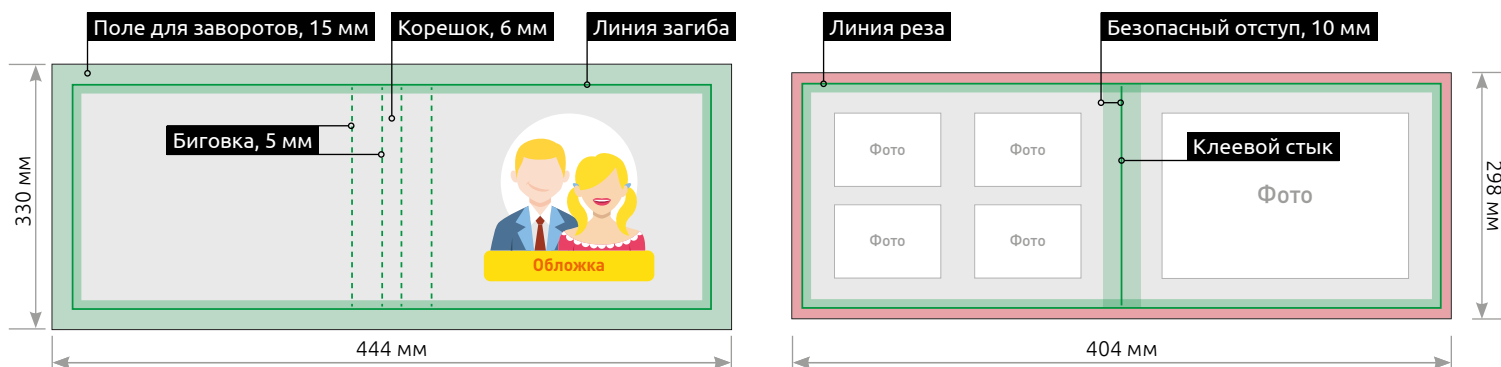 Поле для заворотов, 15 мм
Корешок, 6 мм
Линия загиба
Биговка, 5 мм
Обложка
330 мм
444 мм
Линия реза
Безопасный отступ, 10 мм
Клеевой стык
Фото
Фото
Фото
Фото
Фото
298 мм
404 мм